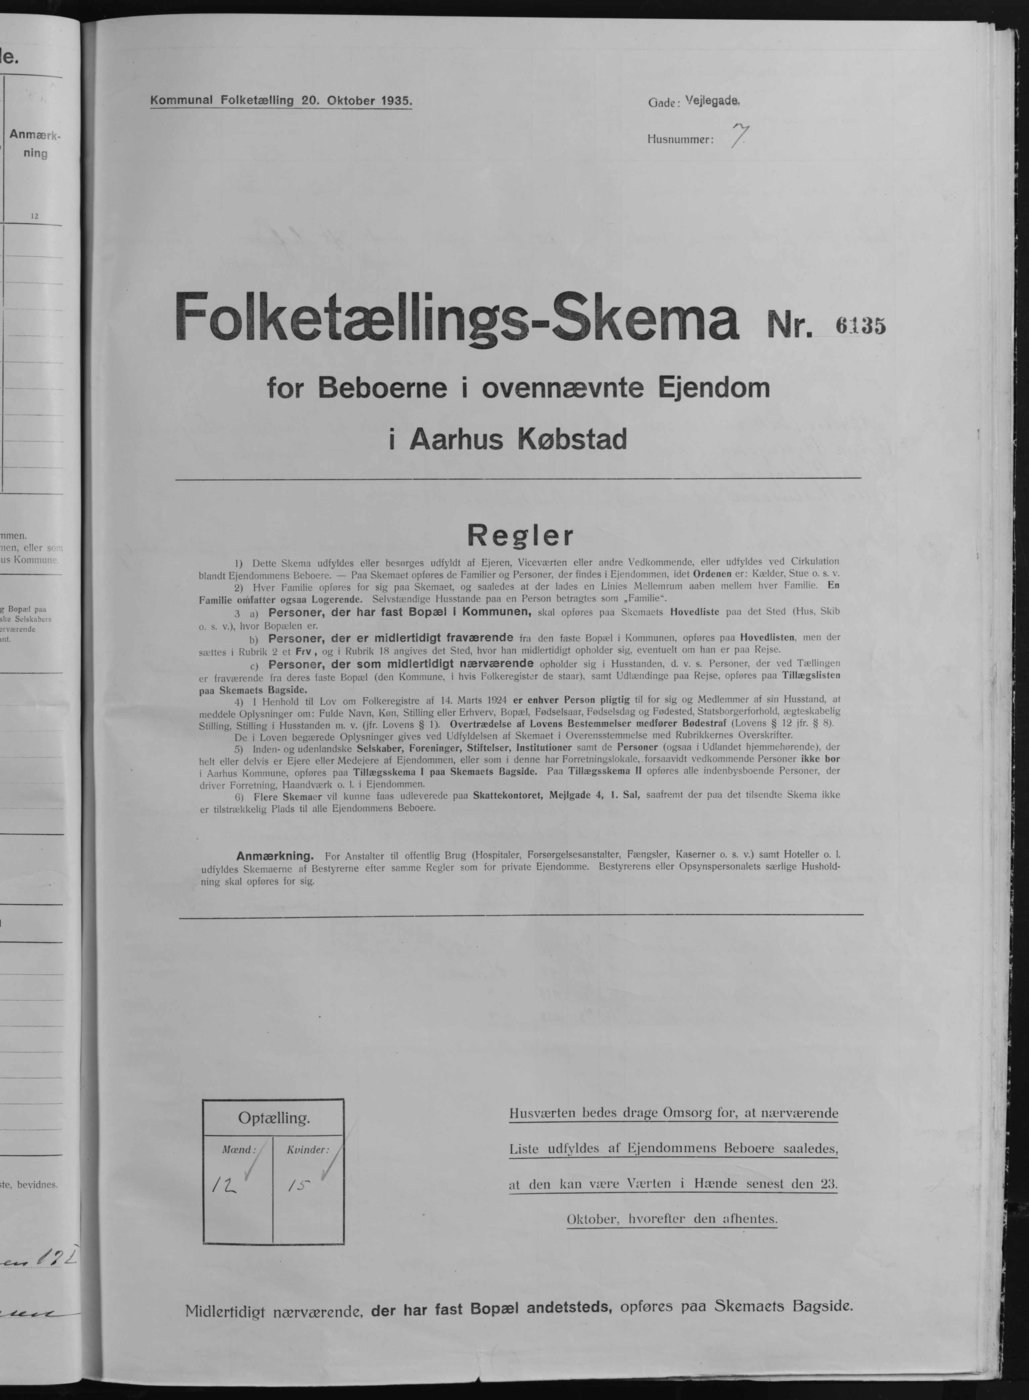 le.
Anmærk-
ning
12
mmen.
men, eller som
us Kommune.
g Bopæl paa
ske Selskabers
ærværende
ant.
te, bevidnes.
Kommunal Folketælling 20. Oktober 1935.
Gade: Vejlegade.
Husnummer: 7
Folketællings-Skema Nr. 6135
for Beboerne i ovennævnte Ejendom
i Aarhus Købstad
Regler
1) Dette Skema udfyldes eller besørges udfyldt af Ejeren, Viceværten eller andre Vedkommende, eller udfyldes ved Cirkulation
blandt Ejendommens Beboere. — Paa Skemaet opføres de Familier og Personer, der findes i Ejendommen, idet Ordenen er: Kælder, Stue o. s. v.
2) Hver Familie opføres for sig paa Skemaet, og saaledes at der lades en Linies Mellemrum aaben mellem hver Familie. En
Familie omfatter ogsaa Logerende. Selvstændige Husstande paa en Person betragtes som „Familie“.
3 a) Personer, der har fast Bopæl i Kommunen, skal opføres paa Skemaets Hovedliste paa det Sted (Hus, Skib
o. s. v.), hvor Bopælen er.
b) Personer, der er midlertidigt fraværende fra den faste Bopæl i Kommunen, opføres paa Hovedlisten, men der
sættes i Rubrik 2 et Frv, og i Rubrik 18 angives det Sted, hvor han midlertidigt opholder sig, eventuelt om han er paa Rejse.
c) Personer, der som midlertidigt nærværende opholder sig i Husstanden, d. v. s. Personer, der ved Tællingen
er fraværende fra deres faste Bopæl (den Kommune, i hvis Folkeregister de staar), samt Udlændinge paa Rejse, opføres paa Tillægslisten
paa Skemaets Bagside.
4) I Henhold til Lov om Folkeregistre af 14. Marts 1924 er enhver Person pligtig til for sig og Medlemmer af sin Husstand, at
meddele Oplysninger om: Fulde Navn, Køn, Stilling eller Erhverv, Bopæl, Fødselsaar, Fødselsdag og Fødested, Statsborgerforhold, ægteskabelig
Stilling, Stilling i Husstanden m. v. (jfr. Lovens § 1). Overtrædelse af Lovens Bestemmelser medfører Bødestraf (Lovens § 12 jfr. § 8).
De i Loven begærede Oplysninger gives ved Udfyldelsen af Skemaet i Overensstemmelse med Rubrikkernes Overskrifter.
5) Inden- og udenlandske Selskaber, Foreninger, Stiftelser, Institutioner samt de Personer (ogsaa i Udlandet hjemmehørende), der
helt eller delvis er Ejere eller Medejere af Ejendommen, eller som i denne har Forretningslokale, forsaavidt vedkommende Personer ikke bor
i Aarhus Kommune, opføres paa Tillægsskema I paa Skemaets Bagside. Paa Tillægsskema II opføres alle indenbysboende Personer, der
driver Forretning, Haandværk o. l. i Ejendommen.
6) Flere Skemaer vil kunne faas udleverede paa Skattekontoret, Mejlgade 4, 1. Sal, saafremt der paa det tilsendte Skema ikke
er tilstrækkelig Plads til alle Ejendommens Beboere.
Anmærkning. For Anstalter til offentlig Brug (Hospitaler, Forsørgelsesanstalter, Fængsler, Kaserner o. s. v.) samt Hoteller o. l.
udfyldes Skemaerne af Bestyrerne efter samme Regler som for private Ejendomme. Bestyrerens eller Opsynspersonalets særlige Hushold-
ning skal opføres for sig.
Optælling.
Mænd: Kvinder:
12 15
Husværten bedes drage Omsorg for, at nærværende
Liste udfyldes af Ejendommens Beboere saaledes,
at den kan være Værten i Hænde senest den 23.
Oktober, hvorefter den afhentes.
Midlertidigt nærværende, der har fast Bopæl andetsteds, opføres paa Skemaets Bagside.